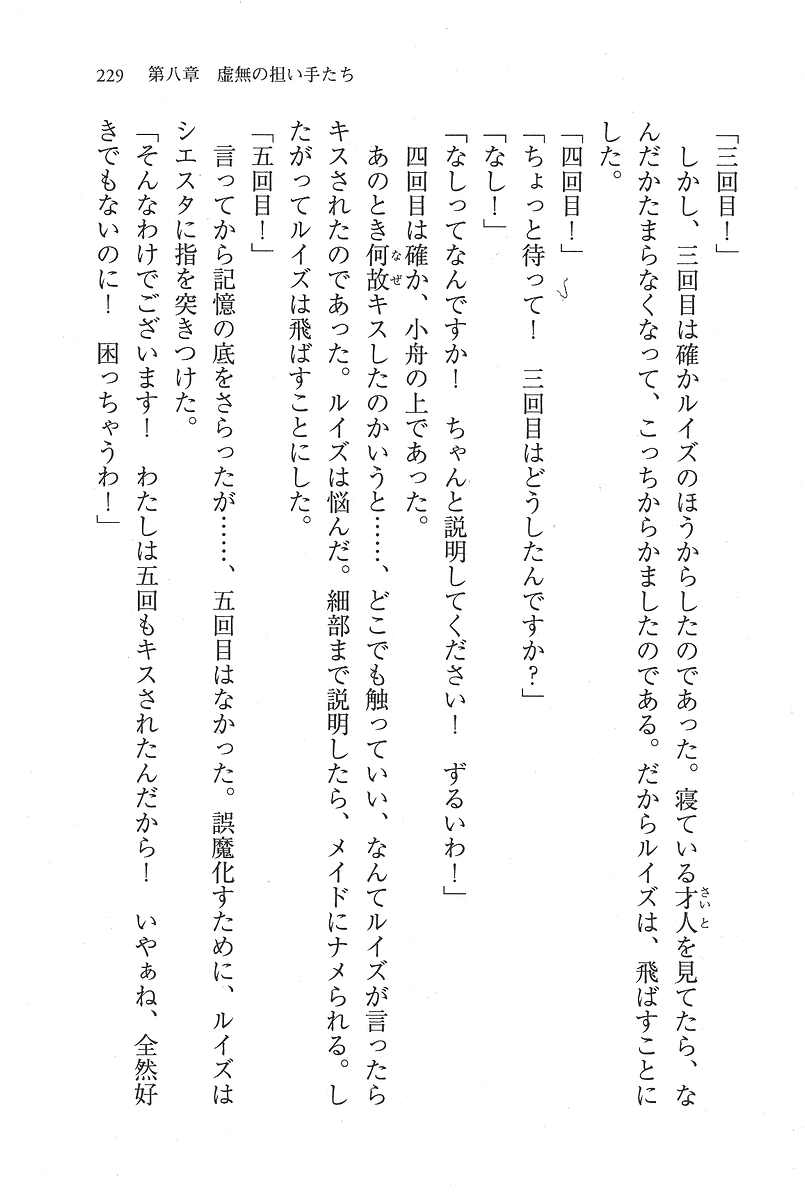 229　第八章　虚無の担い手たち
「三回目！」
　しかし、三回目は確かルイズのほうからしたのであった。寝ている才人を見てたら、な
んだかたまらなくなって、こっちからかましたのである。だからルイズは、飛ばすことに
した。
「四回目！」
「ちょっと待って！　三回目はどうしたんですか？」
「なし！」
「なしってなんですか！　ちゃんと説明してください！　ずるいわ！」
　四回目は確か、小舟の上であった。
　あのとき何故キスしたのかいうと……、どこでも触っていい、なんてルイズが言ったら
キスされたのであった。ルイズは悩んだ。細部まで説明したら、メイドにナメられる。し
たがってルイズは飛ばすことにした。
「五回目！」
　言ってから記憶の底をさらったが……、五回目はなかった。誤魔化すために、ルイズは
シエスタに指を突きつけた。
「そんなわけでございます！　わたしは五回もキスされたんだから！　いやぁね、全然好
きでもないのに！　困っちゃうわ！」